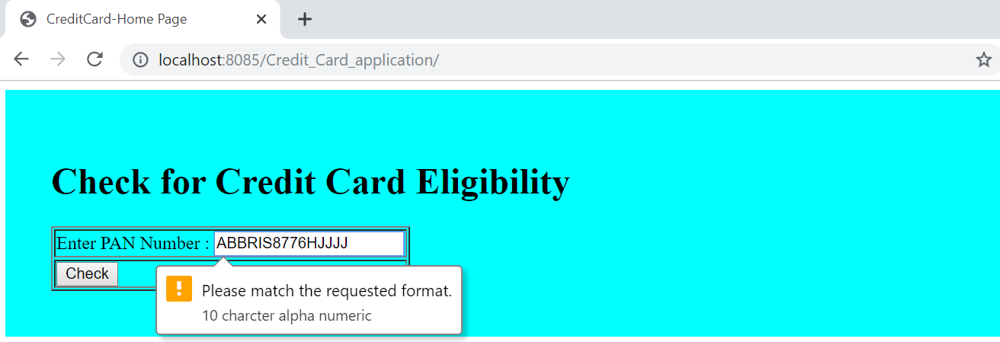 CreditCard-Home Page
localhost:8085/Credit_Card_application/
Check for Credit Card Eligibility
Enter PAN Number : ABBRIS8776HJJJJ
Check
Please match the requested format.
10 charcter alpha numeric